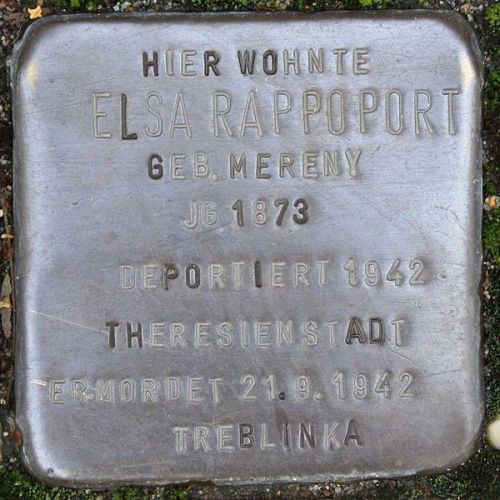 HIER WOHNTE
ELSA RAPPOPORT
GEB. MERENY
JG 1873
DEPORTIERT 1942
THERESIENSTADT
ERMORDET 21.9.1942
TREBLINKA